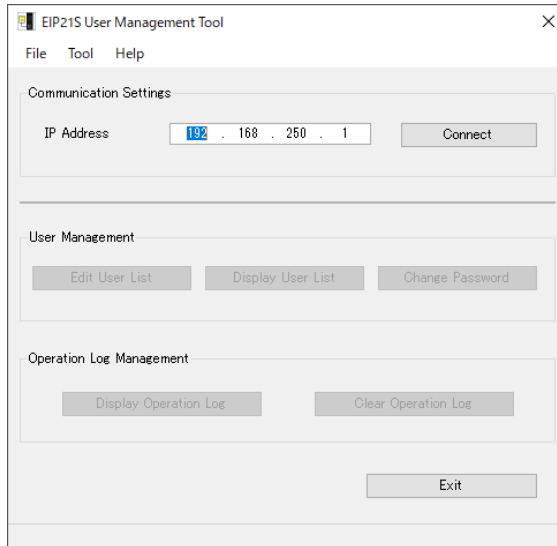 EIP21S User Management Tool
File Tool Help
Communication Settings
IP Address 192 . 168 . 250 . 1 Connect
User Management
Edit User List Display User List Change Password
Operation Log Management
Display Operation Log Clear Operation Log
Exit